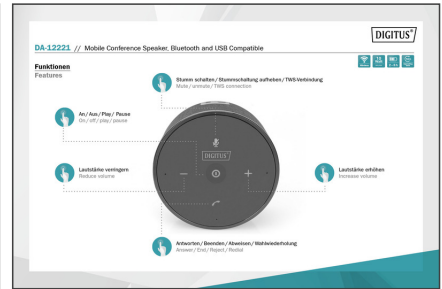 DIGITUS®
DA-12221 // Mobile Conference Speaker, Bluetooth and USB Compatible
Funktionen
Features
Stumm schalten / Stummschaltung aufheben / TWS-Verbindung
Mute / unmute / TWS connection
An / Aus / Play / Pause
On / off / play / pause
DIGITUS
Lautstärke verringern
Reduce volume
Lautstärke erhöhen
Increase volume
Antworten / Beenden / Abweisen / Wahlwiederholung
Answer / End / Reject / Redial